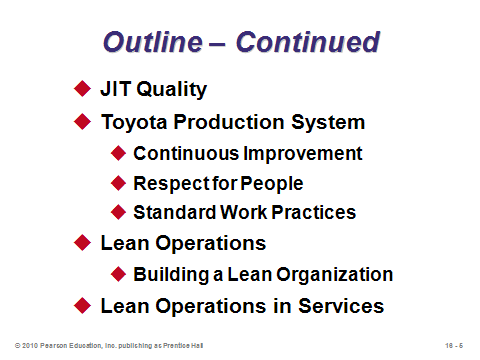 Outline – Continued
JIT Quality
Toyota Production System
Continuous Improvement
Respect for People
Standard Work Practices
Lean Operations
Building a Lean Organization
Lean Operations in Services
© 2010 Pearson Education, Inc. publishing as Prentice Hall
16 - 5